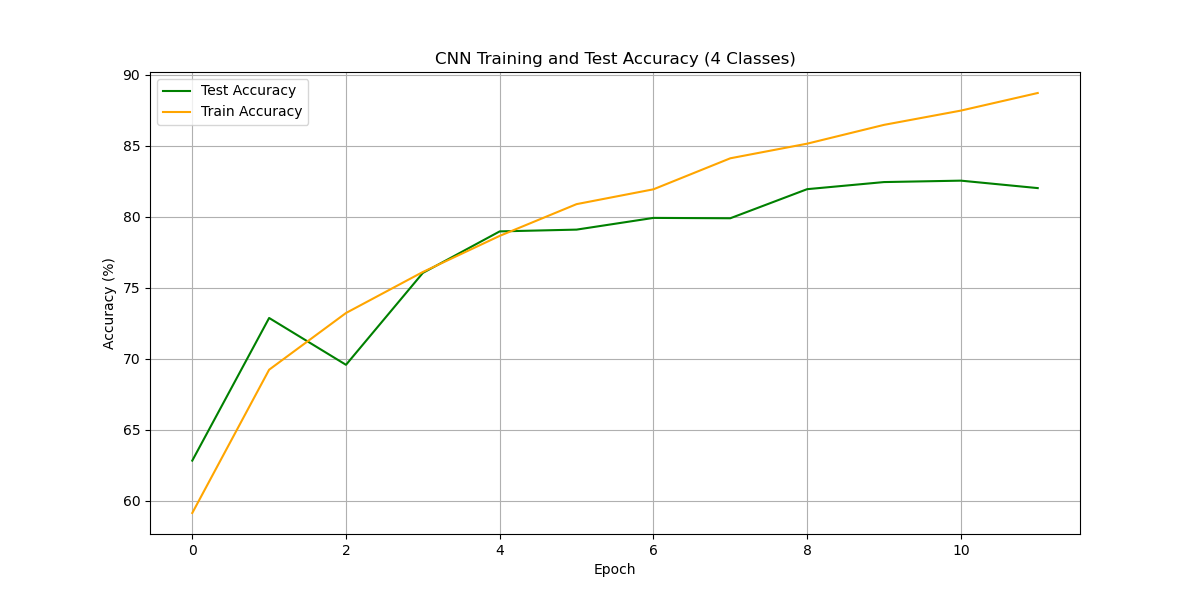 CNN Training and Test Accuracy (4 Classes)
Test Accuracy
Train Accuracy
Accuracy (%)
90
85
80
75
70
65
60
0 2 4 6 8 10
Epoch